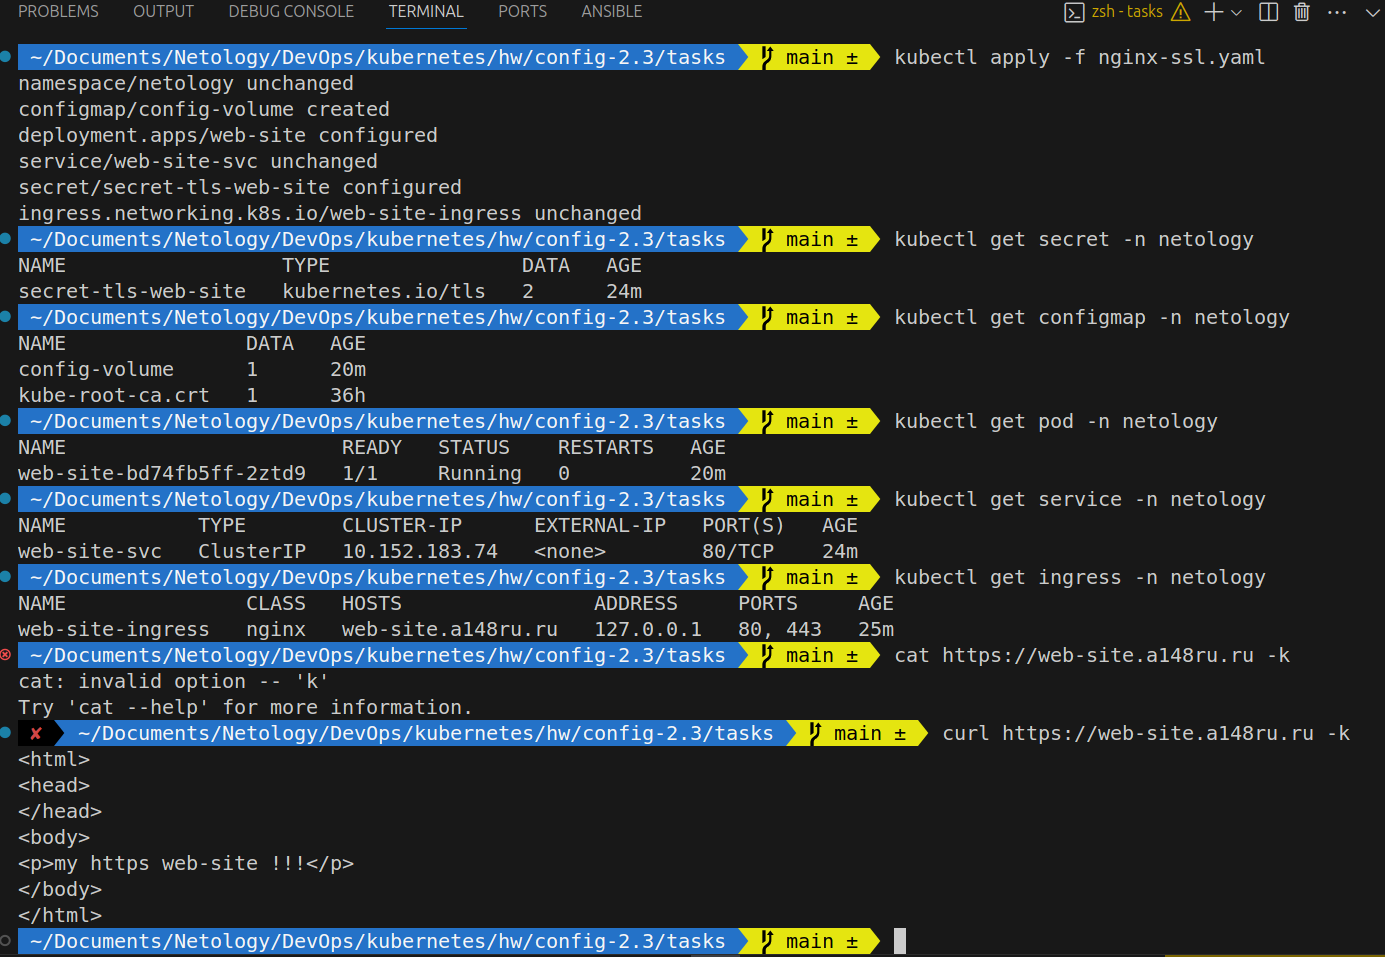 PROBLEMS OUTPUT DEBUG CONSOLE TERMINAL PORTS ANSIBLE zsh - tasks
~/Documents/Netology/DevOps/kubernetes/hw/config-2.3/tasks main ± kubectl apply -f nginx-ssl.yaml
namespace/netology unchanged
configmap/config-volume created
deployment.apps/web-site configured
service/web-site-svc unchanged
secret/secret-tls-web-site configured
ingress.networking.k8s.io/web-site-ingress unchanged
~/Documents/Netology/DevOps/kubernetes/hw/config-2.3/tasks main ± kubectl get secret -n netology
NAME TYPE DATA AGE
secret-tls-web-site kubernetes.io/tls 2 24m
~/Documents/Netology/DevOps/kubernetes/hw/config-2.3/tasks main ± kubectl get configmap -n netology
NAME DATA AGE
config-volume 1 20m
kube-root-ca.crt 1 36h
~/Documents/Netology/DevOps/kubernetes/hw/config-2.3/tasks main ± kubectl get pod -n netology
NAME READY STATUS RESTARTS AGE
web-site-bd74fb5ff-2ztd9 1/1 Running 0 20m
~/Documents/Netology/DevOps/kubernetes/hw/config-2.3/tasks main ± kubectl get service -n netology
NAME TYPE CLUSTER-IP EXTERNAL-IP PORT(S) AGE
web-site-svc ClusterIP 10.152.183.74 <none> 80/TCP 24m
~/Documents/Netology/DevOps/kubernetes/hw/config-2.3/tasks main ± kubectl get ingress -n netology
NAME CLASS HOSTS ADDRESS PORTS AGE
web-site-ingress nginx web-site.a148ru.ru 127.0.0.1 80, 443 25m
~/Documents/Netology/DevOps/kubernetes/hw/config-2.3/tasks main ± cat https://web-site.a148ru.ru -k
cat: invalid option -- 'k'
Try 'cat --help' for more information.
✘ ~/Documents/Netology/DevOps/kubernetes/hw/config-2.3/tasks main ± curl https://web-site.a148ru.ru -k
<html>
<head>
</head>
<body>
<p>my https web-site !!!</p>
</body>
</html>
~/Documents/Netology/DevOps/kubernetes/hw/config-2.3/tasks main ±